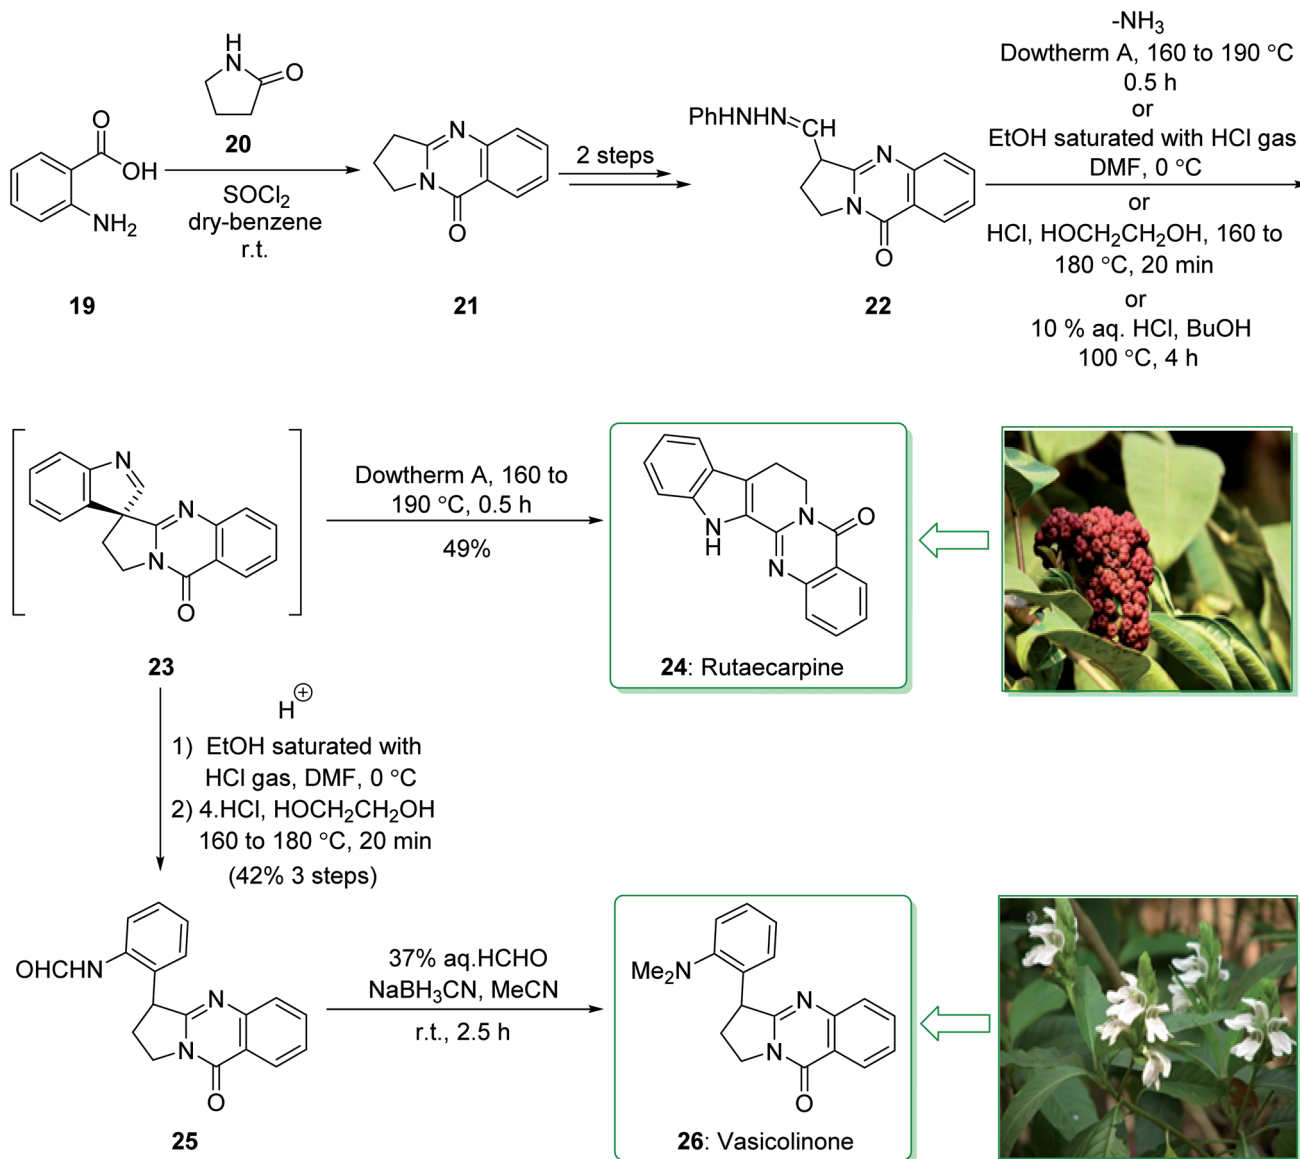 H
N
O
20
O
OH
NH₂
19
SOCl₂
dry-benzene
r.t.
N
N
O
21
2 steps
PhHNHN=CH
N
N
O
22
-NH₃
Dowtherm A, 160 to 190 °C
0.5 h
or
EtOH saturated with HCl gas
DMF, 0 °C
or
HCl, HOCH₂CH₂OH, 160 to
180 °C, 20 min
or
10 % aq. HCl, BuOH
100 °C, 4 h
N
N
N
O
23
Dowtherm A, 160 to
190 °C, 0.5 h
49%
N
H
N
O
N
24: Rutaecarpine
H⊕
1) EtOH saturated with
HCl gas, DMF, 0 °C
2) 4.HCl, HOCH₂CH₂OH
160 to 180 °C, 20 min
(42% 3 steps)
OHCHN
N
N
O
25
37% aq.HCHO
NaBH₃CN, MeCN
r.t., 2.5 h
Me₂N
N
N
O
26: Vasicolinone